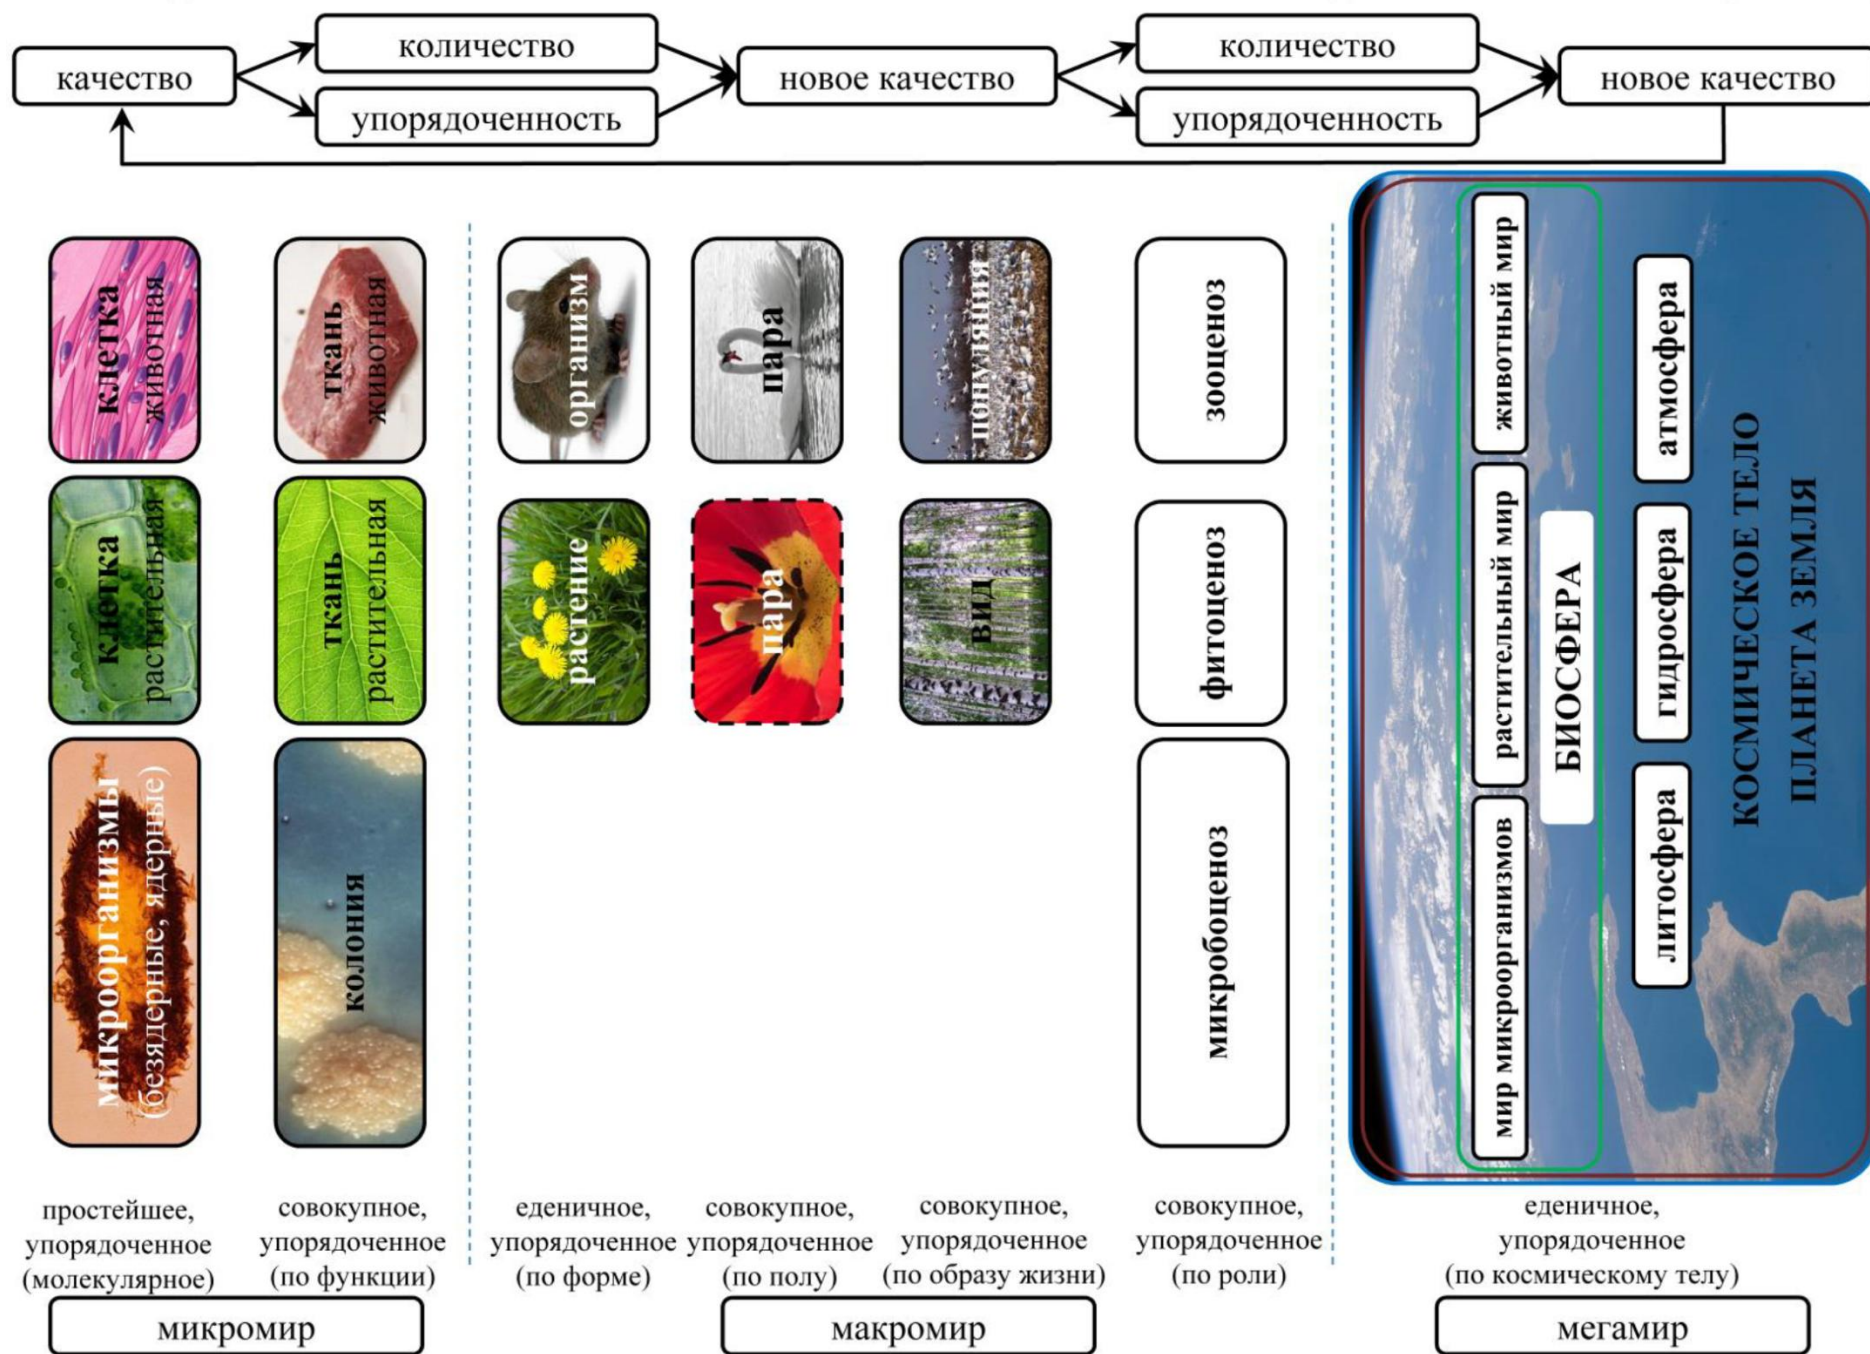 качество
количество
упорядоченность
новое качество
количество
упорядоченность
новое качество
клетка
животная
ткань
животная
организм
пара
популяция
зооценоз
клетка
растительная
ткань
растительная
растение
пара
вид
фитоценоз
микроорганизмы
(безядерные, ядерные)
колония
микробоценоз
животный мир
растительный мир
мир микроорганизмов
БИОСФЕРА
атмосфера
гидросфера
литосфера
КОСМИЧЕСКОЕ ТЕЛО
ПЛАНЕТА ЗЕМЛЯ
простейшее,
упорядоченное
(молекулярное)
совокупное,
упорядоченное
(по функции)
еденичное,
упорядоченное
(по форме)
совокупное,
упорядоченное
(по полу)
совокупное,
упорядоченное
(по образу жизни)
совокупное,
упорядоченное
(по роли)
еденичное,
упорядоченное
(по космическому телу)
микромир
макромир
мегамир